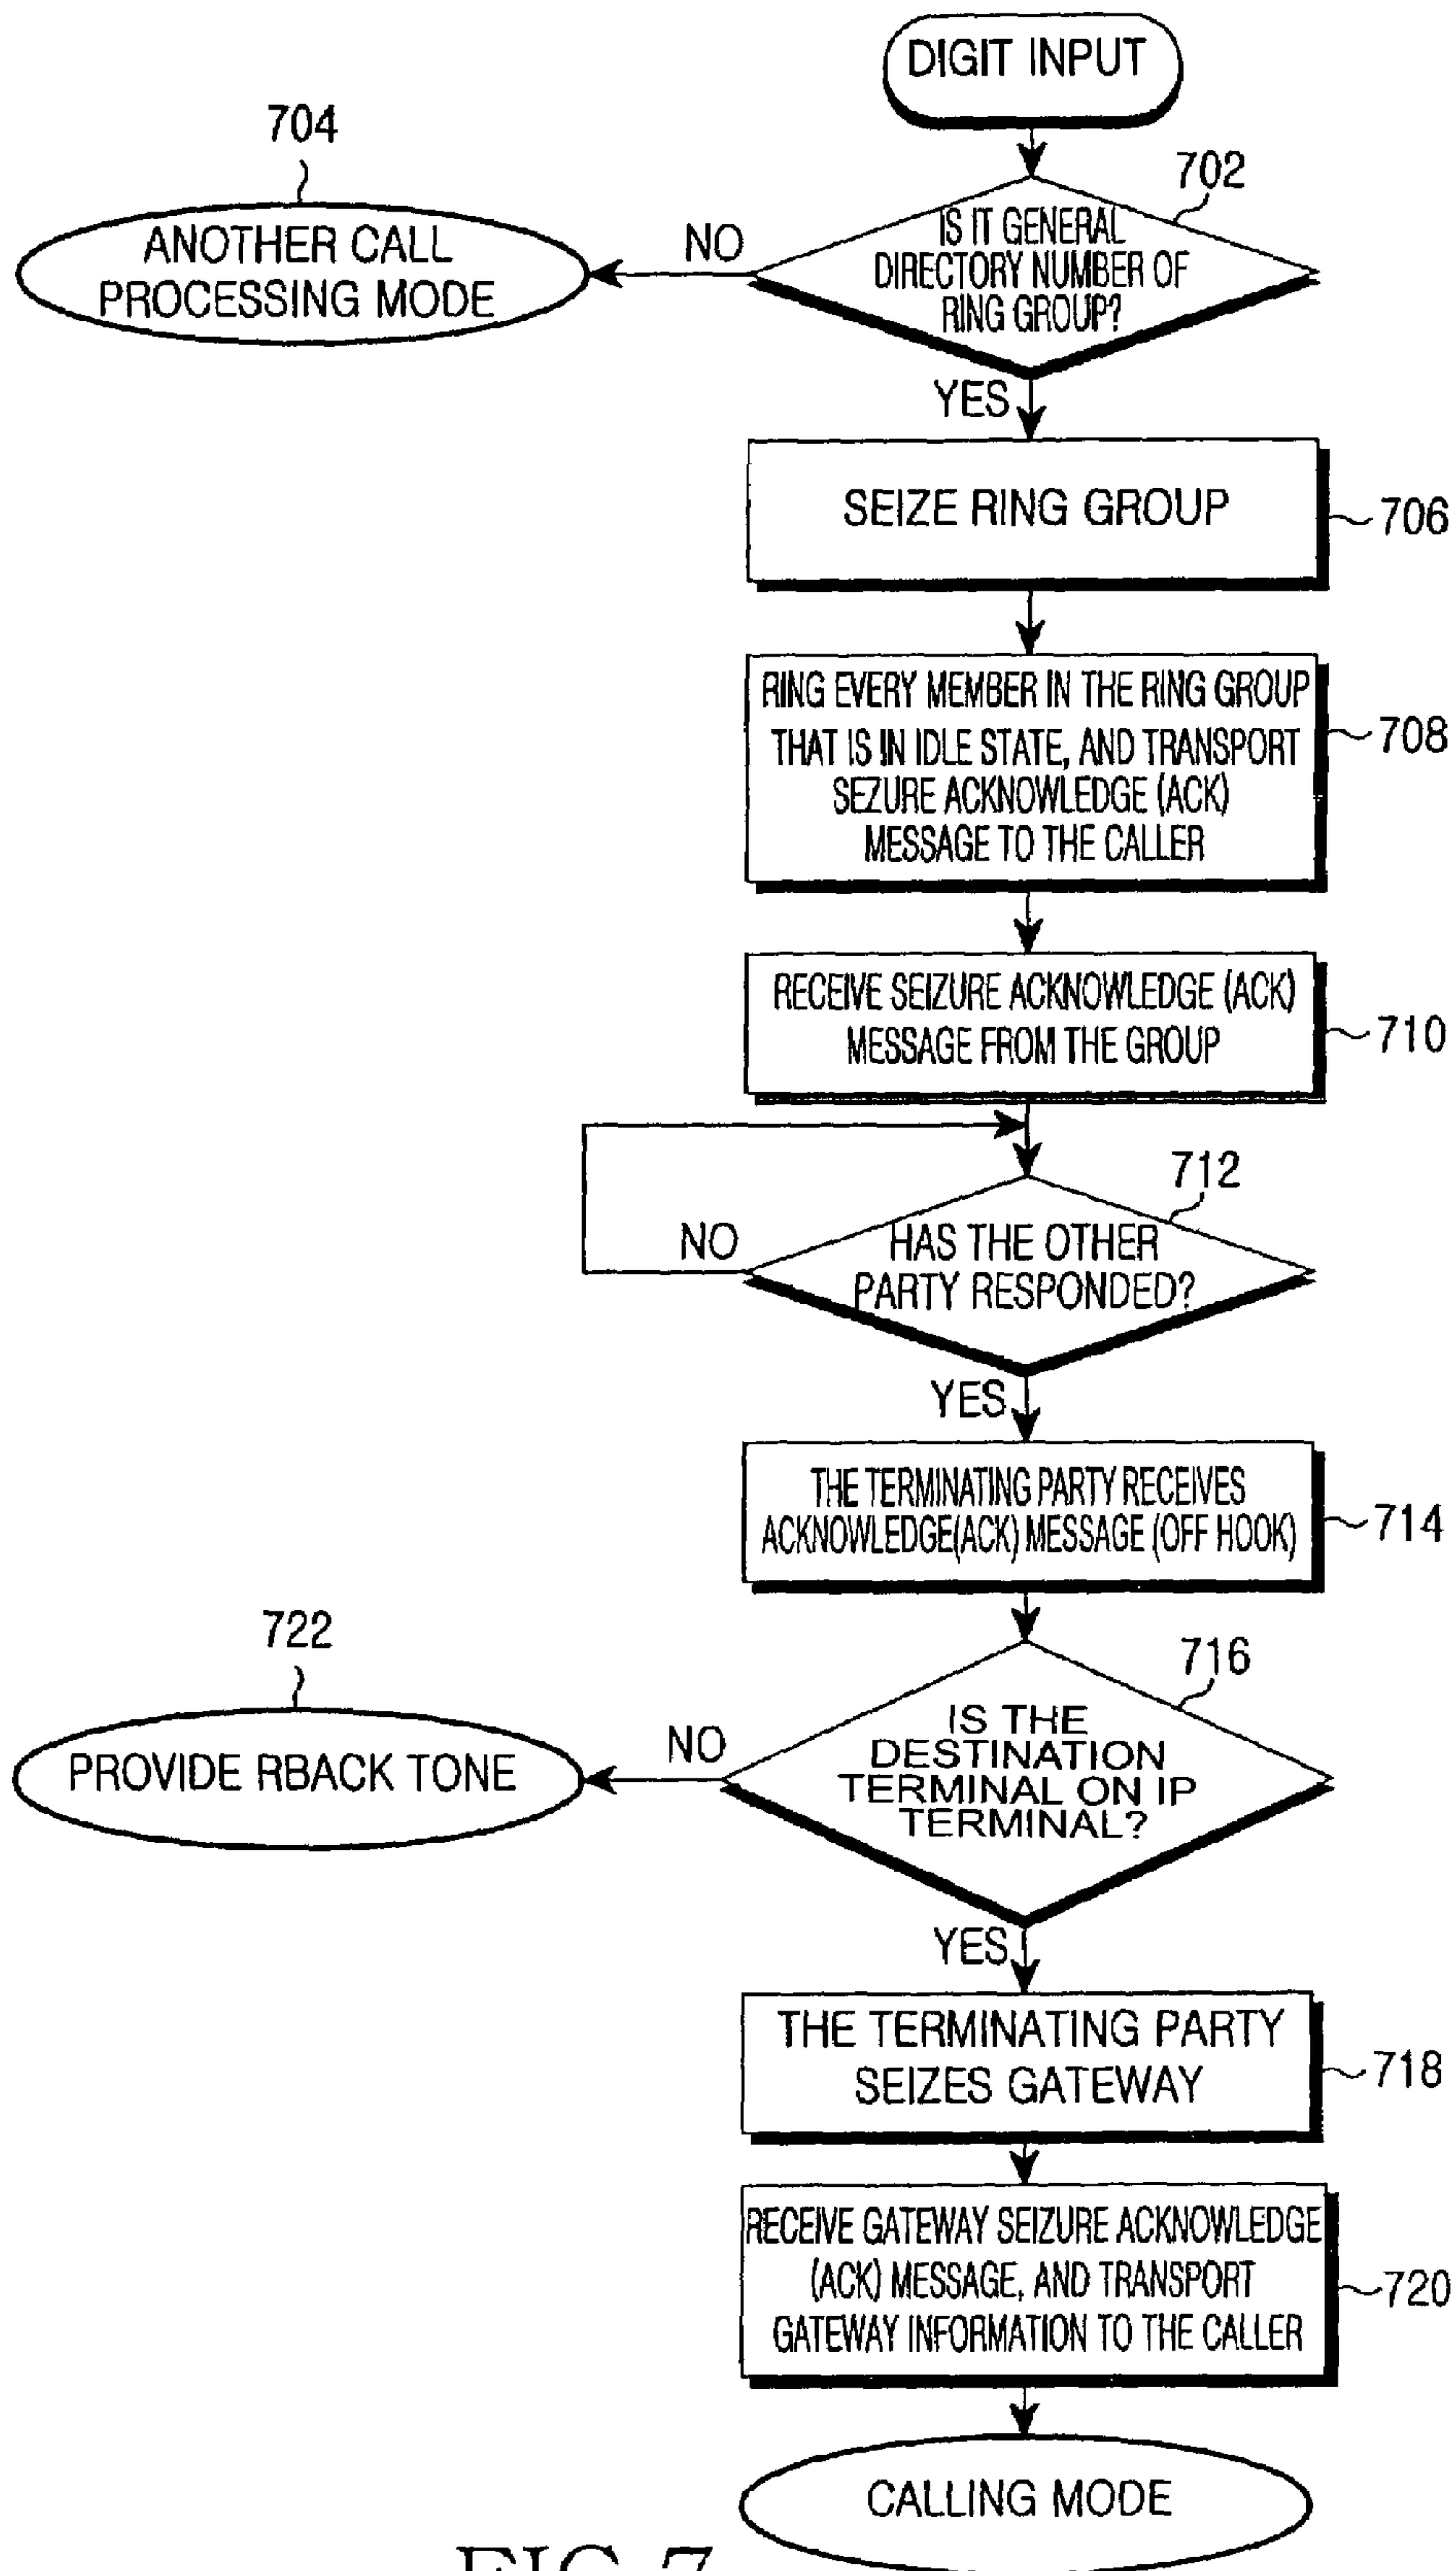 DIGIT INPUT
704
702
IS IT GENERAL
DIRECTORY NUMBER OF
RING GROUP?
NO
ANOTHER CALL
PROCESSING MODE
YES
SEIZE RING GROUP
706
RING EVERY MEMBER IN THE RING GROUP
THAT IS IN IDLE STATE, AND TRANSPORT
SEZURE ACKNOWLEDGE (ACK)
MESSAGE TO THE CALLER
708
RECEIVE SEIZURE ACKNOWLEDGE (ACK)
MESSAGE FROM THE GROUP
710
712
NO
HAS THE OTHER
PARTY RESPONDED?
YES
THE TERMINATING PARTY RECEIVES
ACKNOWLEDGE(ACK) MESSAGE (OFF HOOK)
714
722
716
IS THE
DESTINATION
TERMINAL ON IP
TERMINAL?
NO
PROVIDE RBACK TONE
YES
THE TERMINATING PARTY
SEIZES GATEWAY
718
RECEIVE GATEWAY SEIZURE ACKNOWLEDGE
(ACK) MESSAGE, AND TRANSPORT
GATEWAY INFORMATION TO THE CALLER
720
CALLING MODE
FIG.7